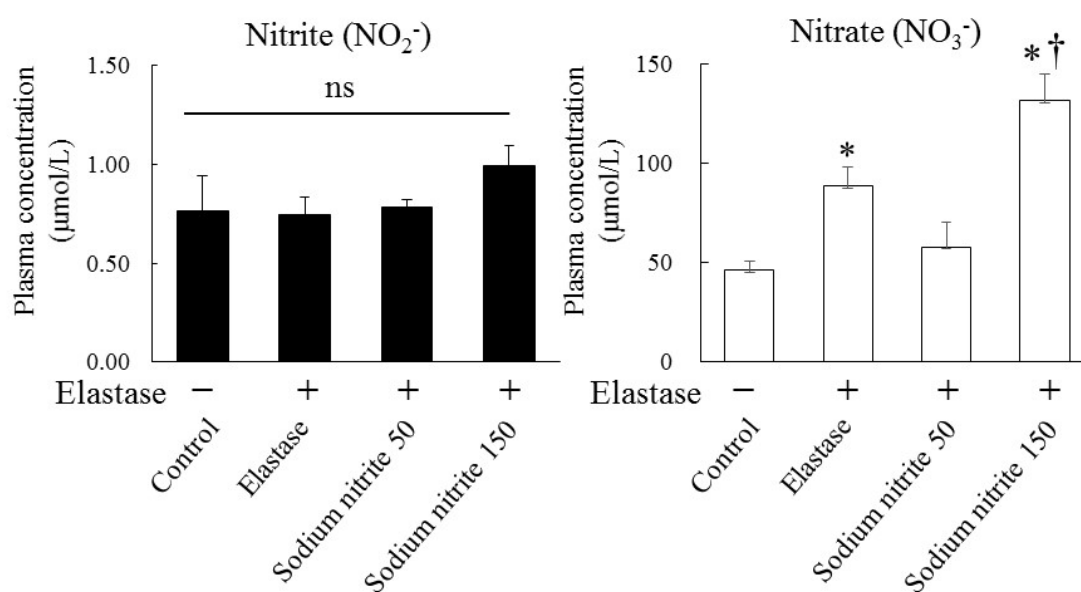 Nitrite (NO₂⁻)
Plasma concentration
(μmol/L)
1.50
1.00
0.50
0.00
ns
Elastase − + + +
Control
Elastase
Sodium nitrite 50
Sodium nitrite 150
Nitrate (NO₃⁻)
Plasma concentration
(μmol/L)
150
100
50
0
*
*†
Elastase − + + +
Control
Elastase
Sodium nitrite 50
Sodium nitrite 150